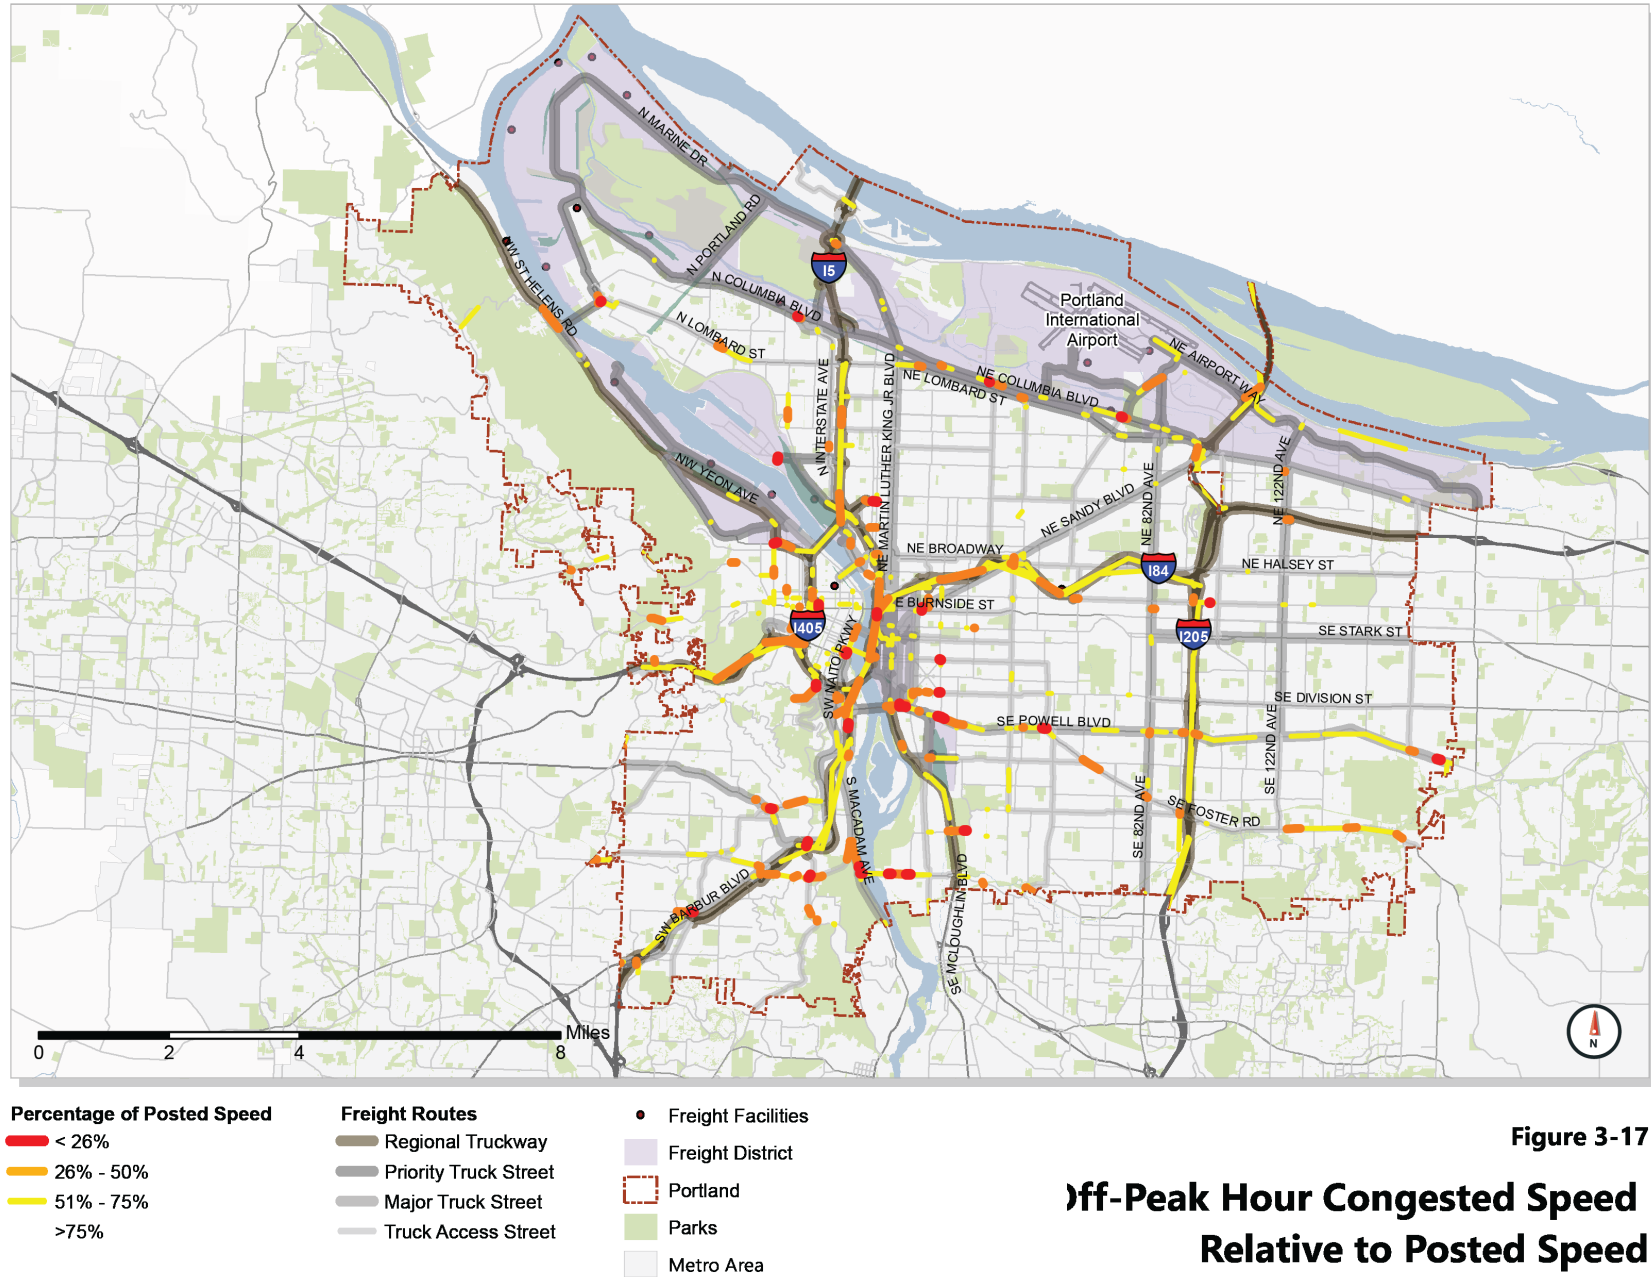 N MARINE DR
N PORTLAND RD
NW ST HELENS RD
N COLUMBIA BLVD
I5
Portland
International
Airport
N LOMBARD ST
NE AIRPORT WAY
NE COLUMBIA BLVD
NE LOMBARD ST
N INTERSTATE AVE
NE MARTIN LUTHER KING JR BLVD
NW YEON AVE
NE SANDY BLVD
NE 82ND AVE
NE 122ND AVE
NE BROADWAY
I84
NE HALSEY ST
E BURNSIDE ST
I405
I205
SE STARK ST
SW NAITO PKWY
SE DIVISION ST
SE POWELL BLVD
SE 122ND AVE
S MACADAM AVE
SE 82ND AVE
SE FOSTER RD
SW BARBUR BLVD
SE MCLOUGHLIN BLVD
Miles
0 2 4 8
N
Percentage of Posted Speed
< 26%
26% - 50%
51% - 75%
>75%
Freight Routes
Regional Truckway
Priority Truck Street
Major Truck Street
Truck Access Street
Freight Facilities
Freight District
Portland
Parks
Metro Area
Figure 3-17
Off-Peak Hour Congested Speed
Relative to Posted Speed